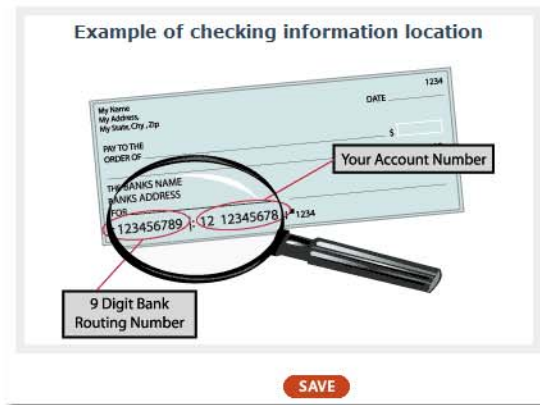 Example of checking information location
1234
My Name
My Address,
My State, City , Zip
DATE
PAY TO THE
ORDER OF
$
Your Account Number
THE BANKS NAME
BANKS ADDRESS
FOR
123456789 |: 12 12345678 1234
9 Digit Bank
Routing Number
SAVE